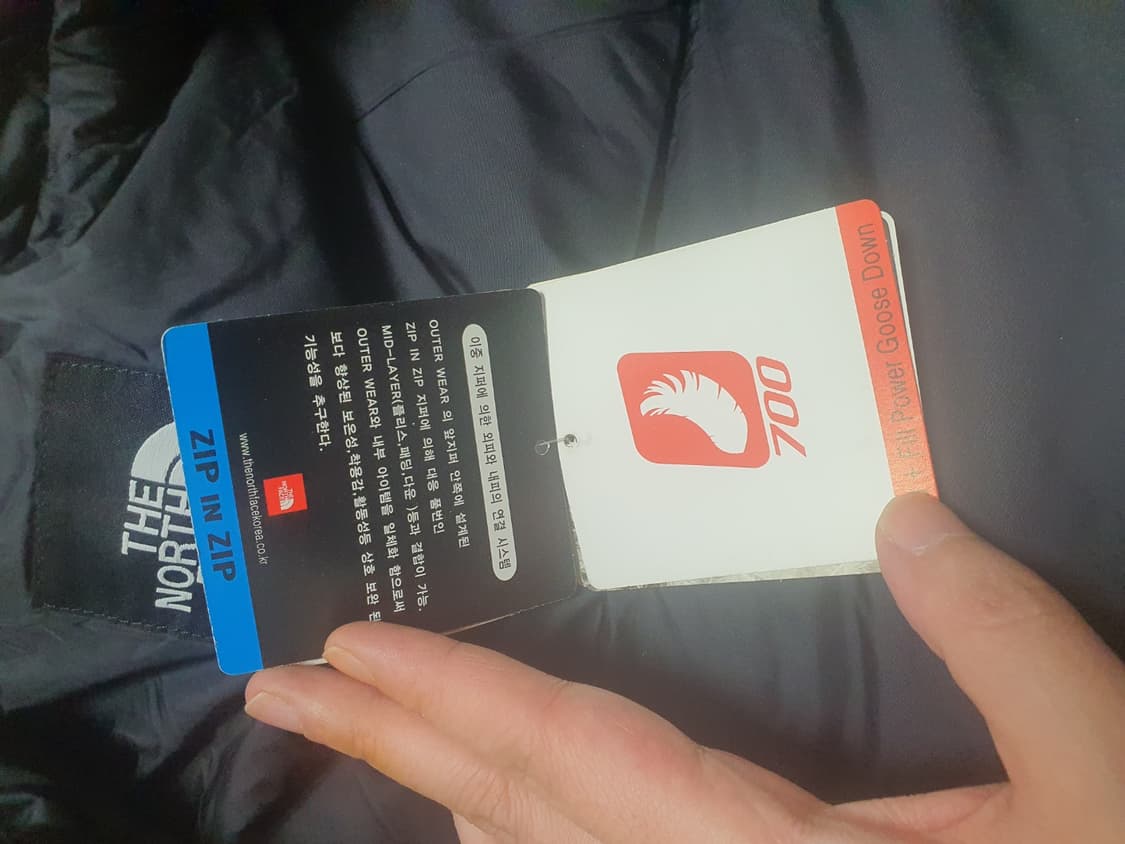 이중 지퍼에 의한 외피와 내피의 연결 시스템
OUTER WEAR 의 앞지퍼 안쪽에 설계된
ZIP IN ZIP 지퍼에 의해 대응 품번인
MID-LAYER(플리스,패딩,다운 )등과 결합이 가능.
OUTER WEAR와 내부 아이템을 일체화 함으로써
보다 향상된 보온성,착용감,활동성등 상호 보완 된
기능성을 추구한다.
THE
NORTH
FACE
www.thenorthfacekorea.co.kr
ZIP IN ZIP
700
Fill Power Goose Down
THE
NORTH